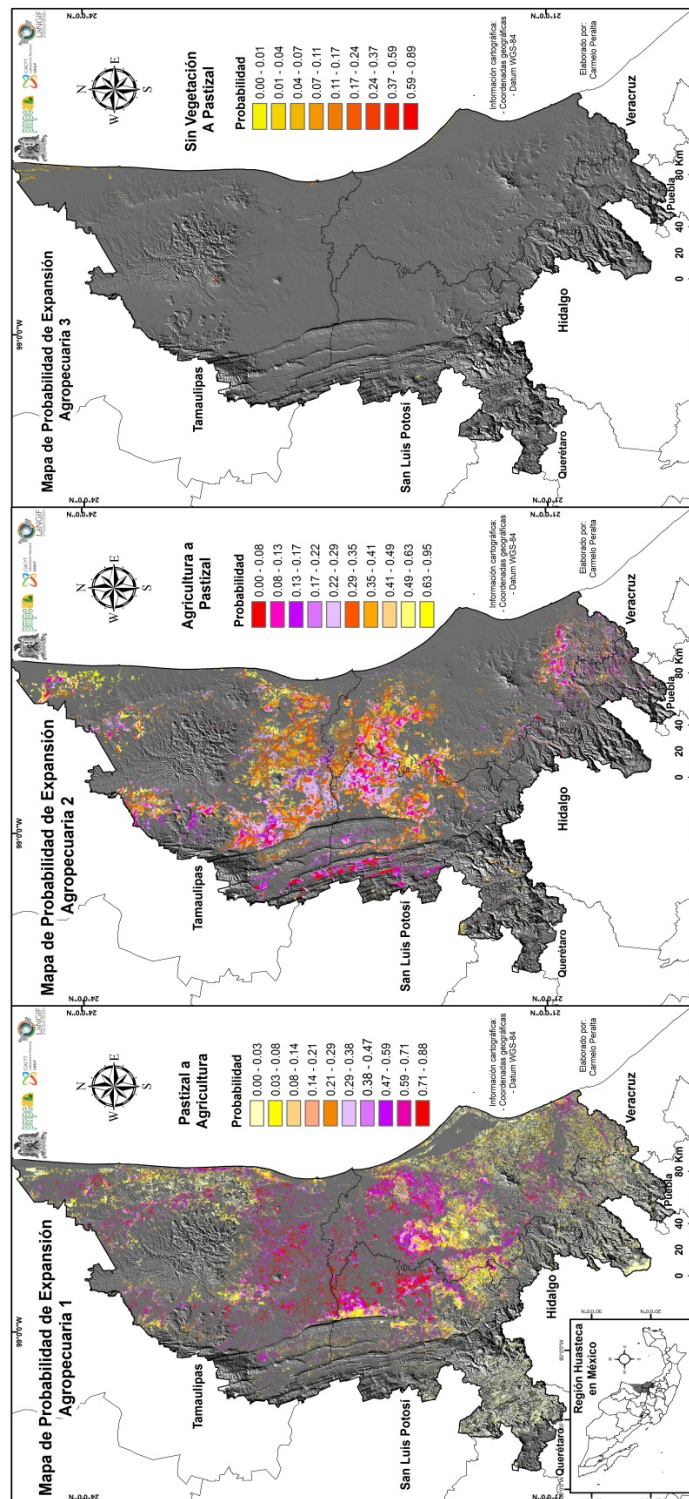 Mapa de Probabilidad de Expansión
Agropecuaria 1
99°0'0"W
24°0'0"N
21°0'0"N
N
W
E
S
Pastizal a
Agricultura
Probabilidad
0.00 - 0.03
0.03 - 0.08
0.08 - 0.14
0.14 - 0.21
0.21 - 0.29
0.29 - 0.38
0.38 - 0.47
0.47 - 0.59
0.59 - 0.71
0.71 - 0.88
Información cartográfica:
- Coordenadas geográficas
- Datum WGS-84
Elaborado por:
Carmelo Peralta
Tamaulipas
San Luis Potosí
Querétaro
Hidalgo
Puebla
Veracruz
0 40 80 Km
Región Huasteca
en México
Mapa de Probabilidad de Expansión
Agropecuaria 2
99°0'0"W
24°0'0"N
21°0'0"N
N
W
E
S
Agricultura a
Pastizal
Probabilidad
0.00 - 0.08
0.08 - 0.13
0.13 - 0.17
0.17 - 0.22
0.22 - 0.29
0.29 - 0.35
0.35 - 0.41
0.41 - 0.49
0.49 - 0.63
0.63 - 0.95
Información cartográfica:
- Coordenadas geográficas
- Datum WGS-84
Elaborado por:
Carmelo Peralta
Tamaulipas
San Luis Potosí
Querétaro
Hidalgo
Puebla
Veracruz
0 20 40 80 Km
Mapa de Probabilidad de Expansión
Agropecuaria 3
99°0'0"W
24°0'0"N
21°0'0"N
N
W
E
S
Sin Vegetación
A Pastizal
Probabilidad
0.00 - 0.01
0.01 - 0.04
0.04 - 0.07
0.07 - 0.11
0.11 - 0.17
0.17 - 0.24
0.24 - 0.37
0.37 - 0.59
0.59 - 0.89
Información cartográfica:
- Coordenadas geográficas
- Datum WGS-84
Elaborado por:
Carmelo Peralta
Tamaulipas
San Luis Potosí
Querétaro
Hidalgo
Puebla
Veracruz
0 20 40 80 Km